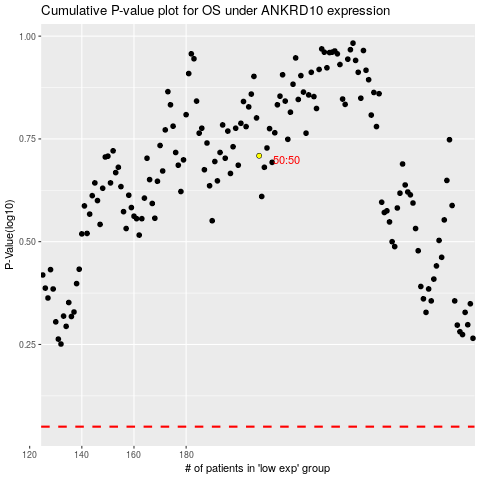 Cumulative P-value plot for OS under ANKRD10 expression
1.00
0.75
0.50
0.25
P-Value(log10)
50:50
120 140 160 180
# of patients in 'low exp' group